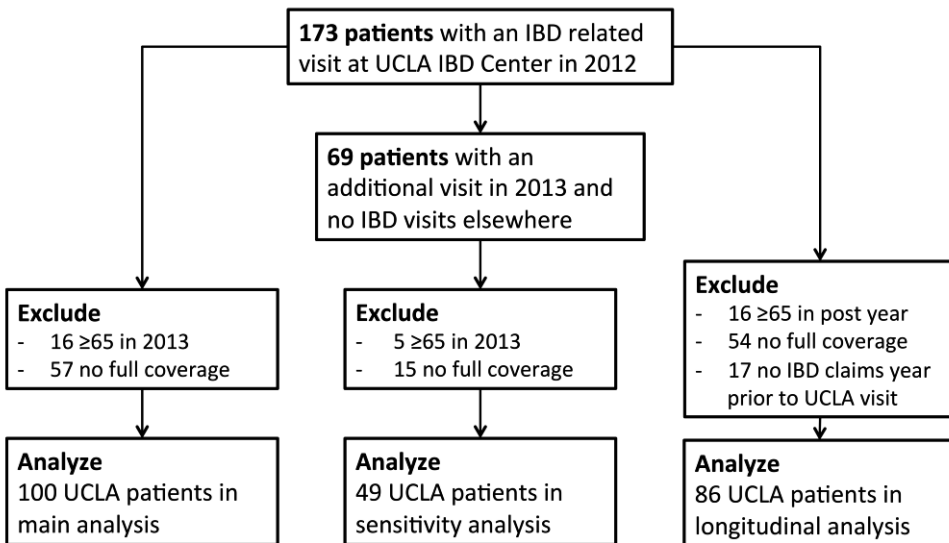 173 patients with an IBD related
visit at UCLA IBD Center in 2012
69 patients with an
additional visit in 2013 and
no IBD visits elsewhere
Exclude
- 16 ≥65 in 2013
- 57 no full coverage
Exclude
- 5 ≥65 in 2013
- 15 no full coverage
Exclude
- 16 ≥65 in post year
- 54 no full coverage
- 17 no IBD claims year
prior to UCLA visit
Analyze
100 UCLA patients in
main analysis
Analyze
49 UCLA patients in
sensitivity analysis
Analyze
86 UCLA patients in
longitudinal analysis